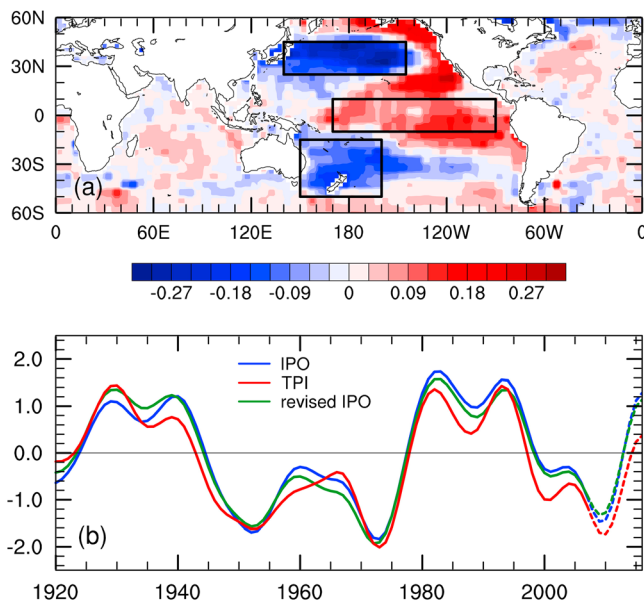 60N
30N
0
30S
60S
(a)
0 60E 120E 180 120W 60W 0
-0.27 -0.18 -0.09 0 0.09 0.18 0.27
2.0
1.0
0.0
-1.0
-2.0
IPO
TPI
revised IPO
(b)
1920 1940 1960 1980 2000